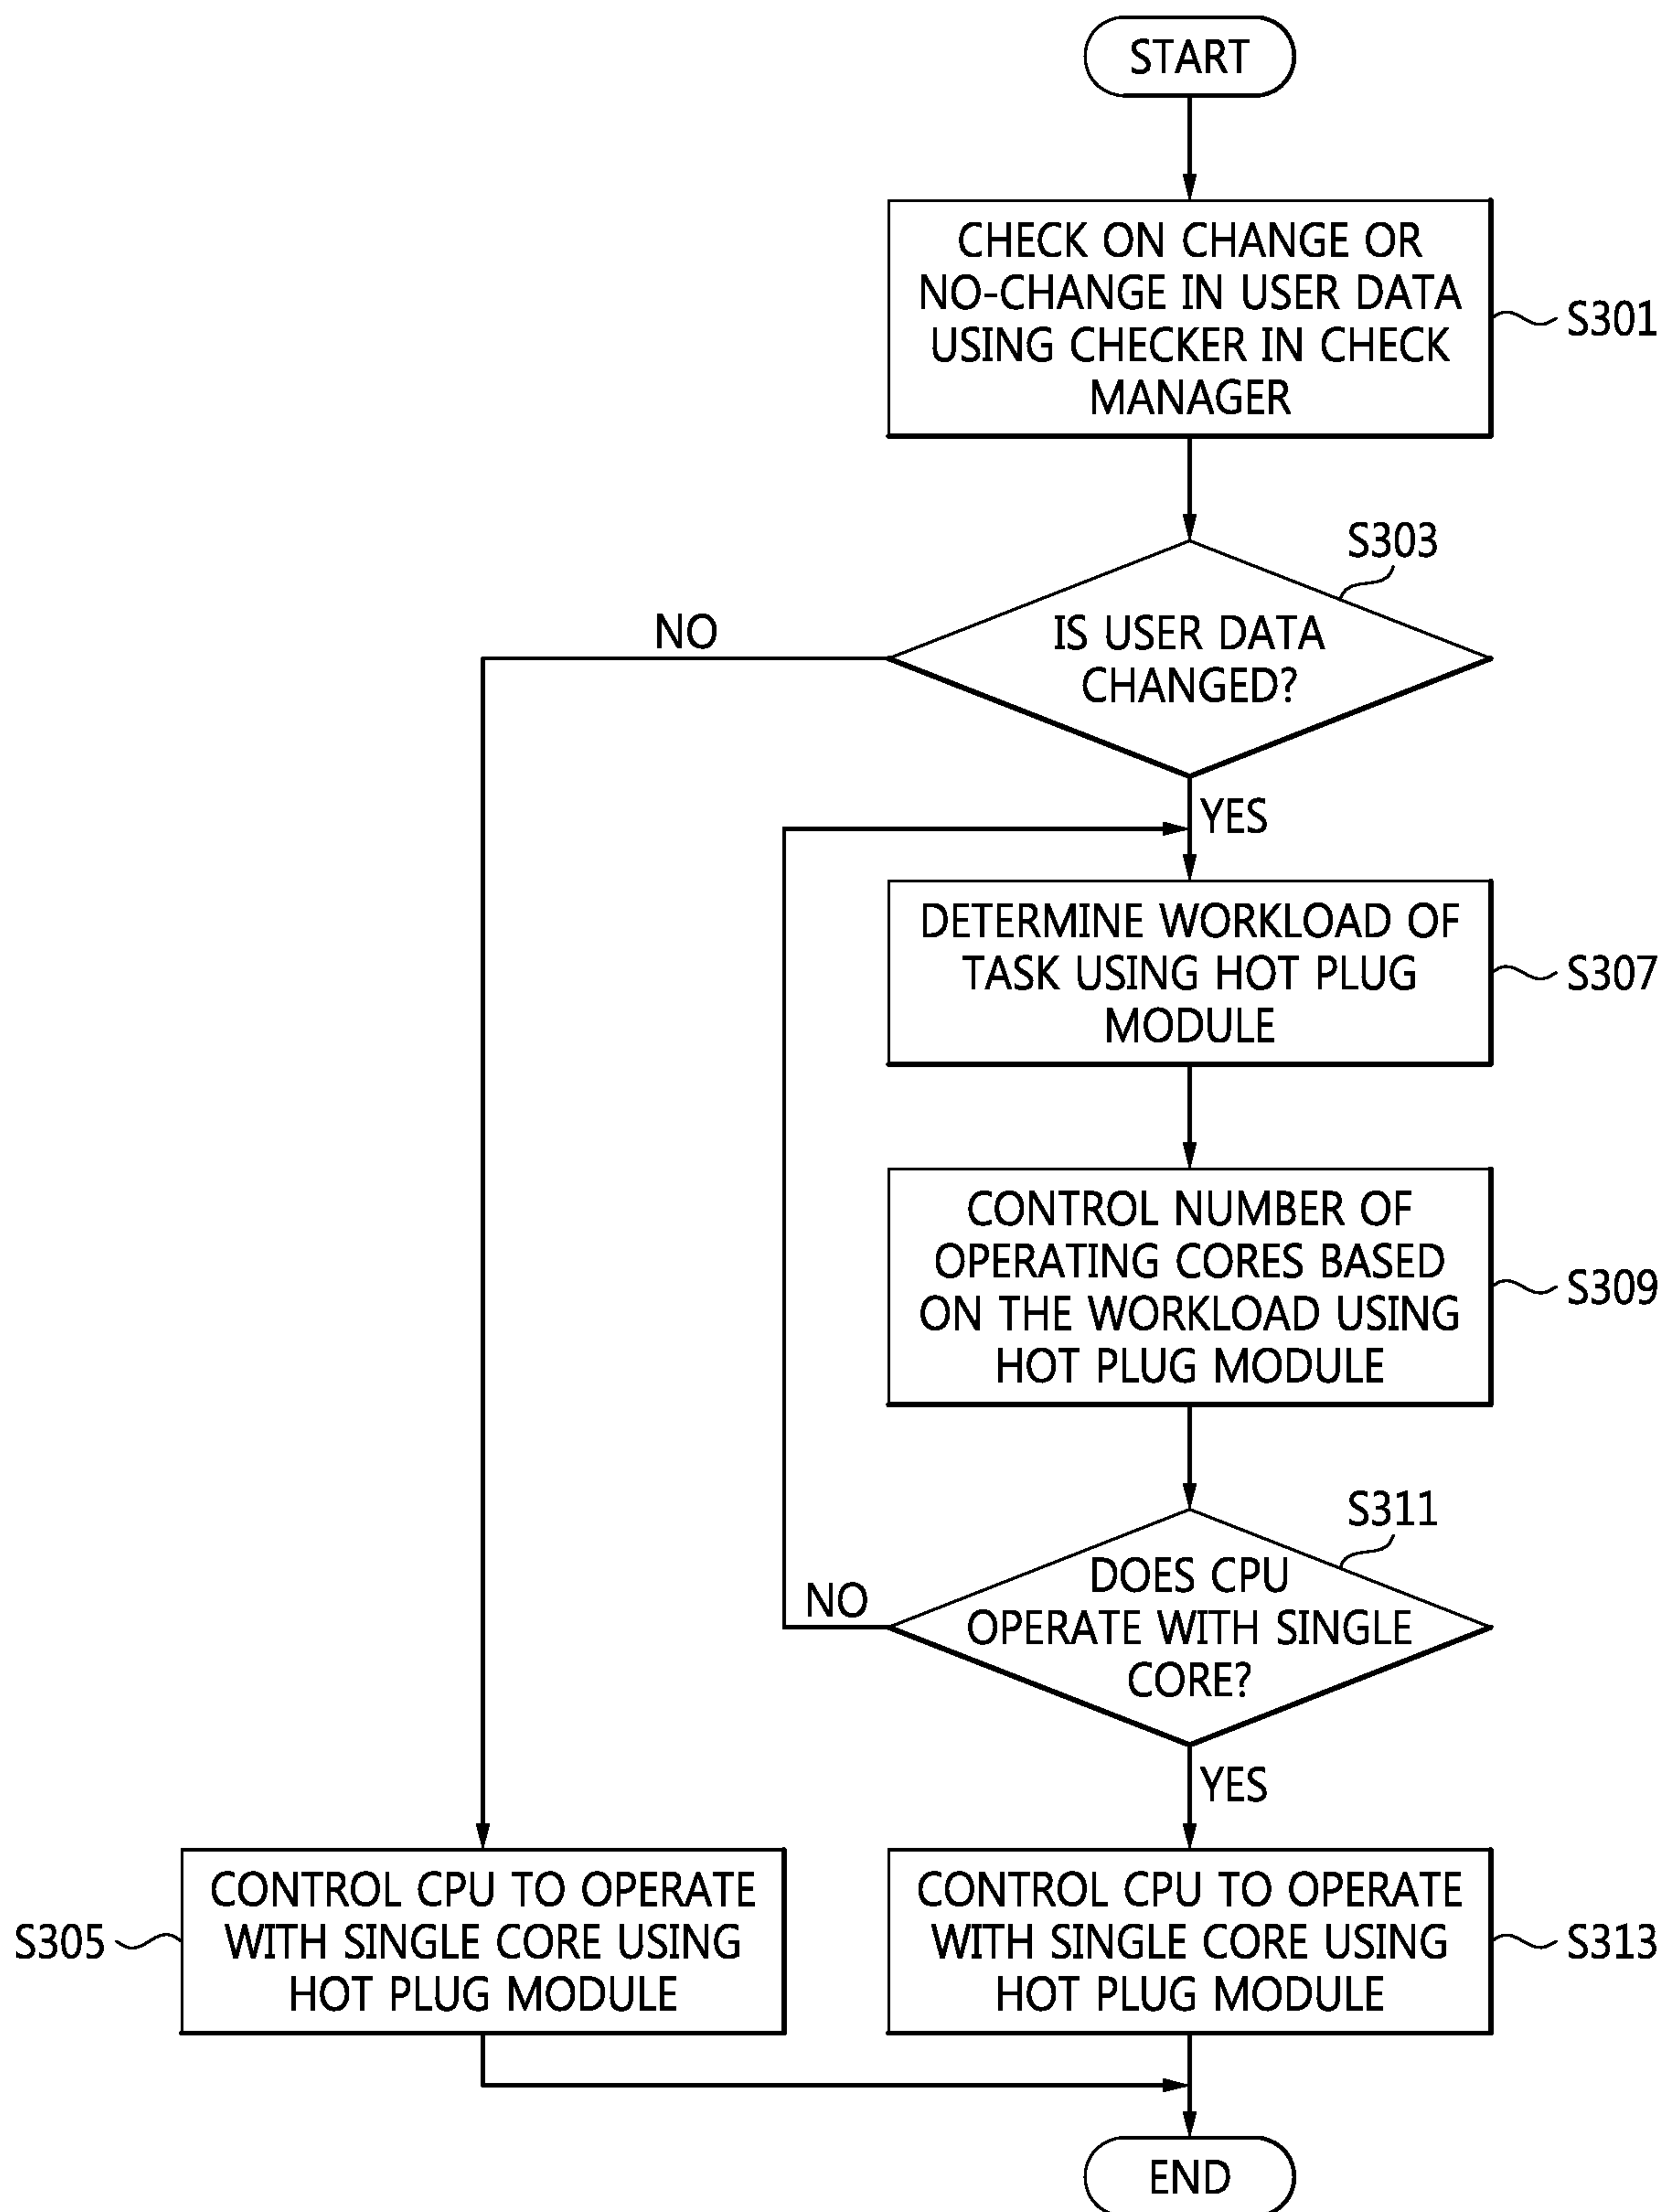 START
CHECK ON CHANGE OR
NO-CHANGE IN USER DATA
USING CHECKER IN CHECK
MANAGER
S301
S303
IS USER DATA
CHANGED?
NO
YES
DETERMINE WORKLOAD OF
TASK USING HOT PLUG
MODULE
S307
CONTROL NUMBER OF
OPERATING CORES BASED
ON THE WORKLOAD USING
HOT PLUG MODULE
S309
S311
DOES CPU
OPERATE WITH SINGLE
CORE?
NO
YES
CONTROL CPU TO OPERATE
WITH SINGLE CORE USING
HOT PLUG MODULE
S305
CONTROL CPU TO OPERATE
WITH SINGLE CORE USING
HOT PLUG MODULE
S313
END